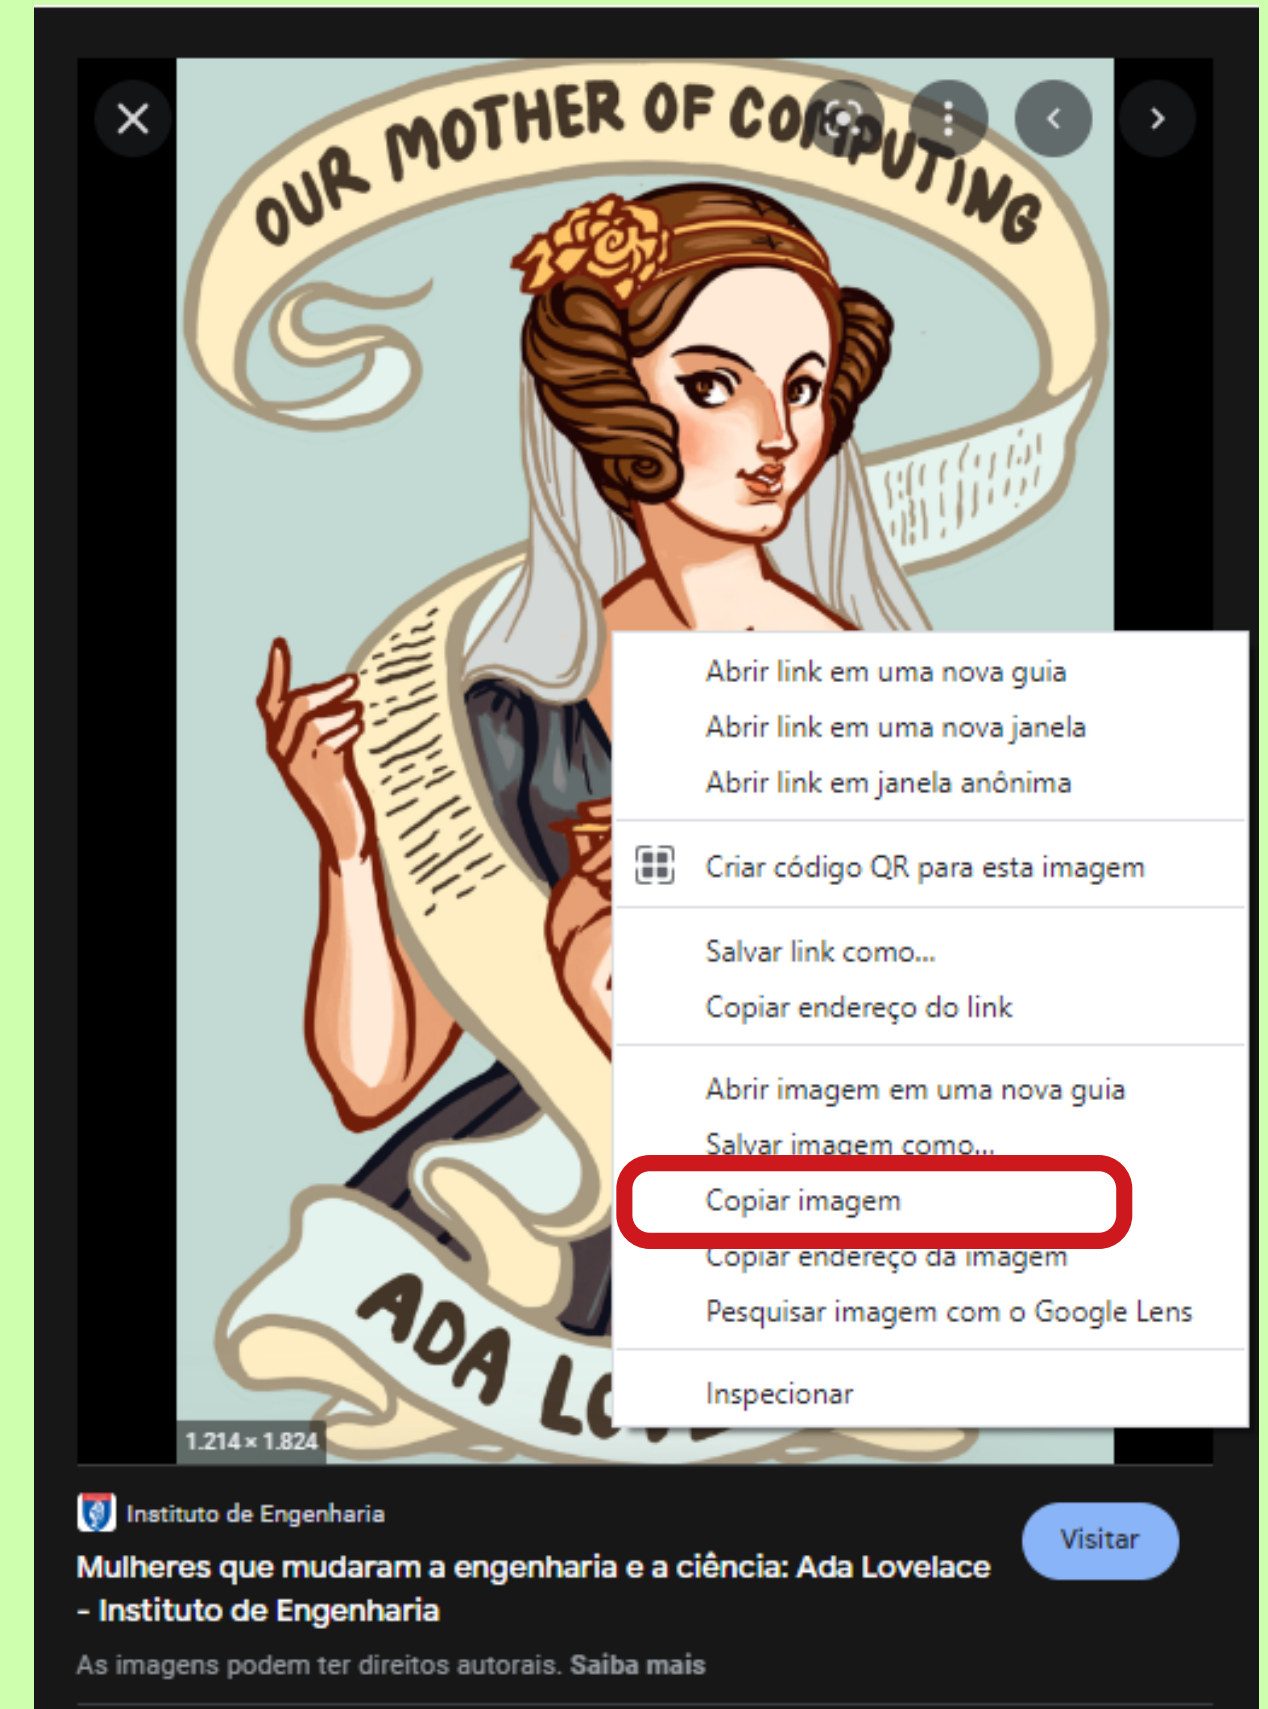 OUR MOTHER OF COMPUTING
Abrir link em uma nova guia
Abrir link em uma nova janela
Abrir link em janela anônima
Criar código QR para esta imagem
Salvar link como...
Copiar endereço do link
Abrir imagem em uma nova guia
Salvar imagem como...
Copiar imagem
Copiar endereço da imagem
Pesquisar imagem com o Google Lens
Inspecionar
ADA
1.214 × 1.824
Instituto de Engenharia
Visitar
Mulheres que mudaram a engenharia e a ciência: Ada Lovelace
- Instituto de Engenharia
As imagens podem ter direitos autorais. Saiba mais